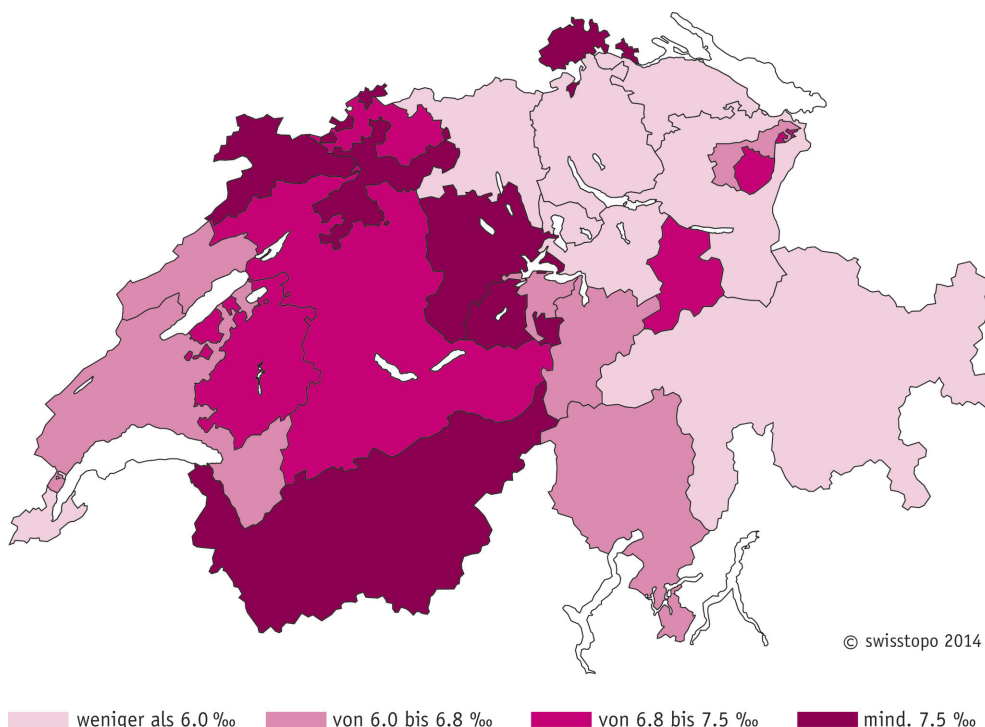 © swisstopo 2014
weniger als 6.0 ‰ von 6.0 bis 6.8 ‰ von 6.8 bis 7.5 ‰ mind. 7.5 ‰